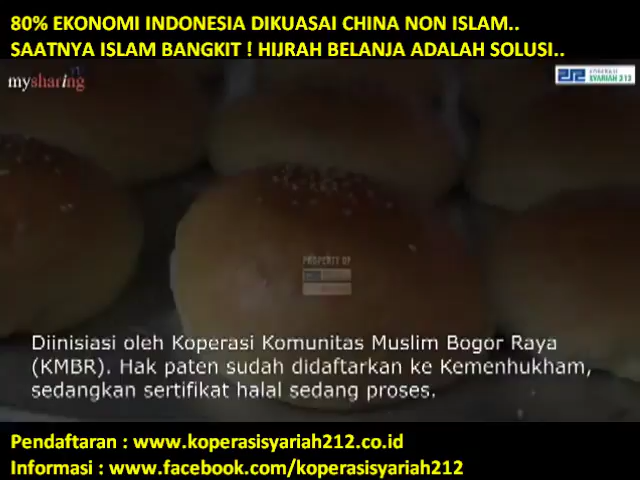 80% EKONOMI INDONESIA DIKUASAI CHINA NON ISLAM..
SAATNYA ISLAM BANGKIT ! HIJRAH BELANJA ADALAH SOLUSI..
mysharing
212 KOPERASI
SYARIAH 212
PROPERTY OF
Diinisiasi oleh Koperasi Komunitas Muslim Bogor Raya
(KMBR). Hak paten sudah didaftarkan ke Kemenhukham,
sedangkan sertifikat halal sedang proses.
Pendaftaran : www.koperasisyariah212.co.id
Informasi : www.facebook.com/koperasisyariah212